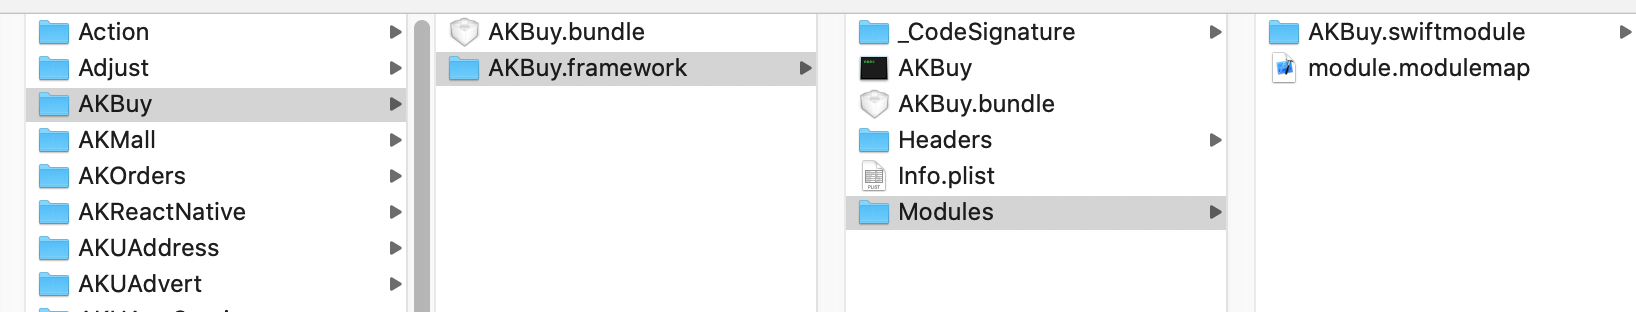 Action
Adjust
AKBuy
AKMall
AKOrders
AKReactNative
AKUAddress
AKUAdvert
AKBuy.bundle
AKBuy.framework
_CodeSignature
AKBuy
AKBuy.bundle
Headers
Info.plist
Modules
AKBuy.swiftmodule
module.modulemap